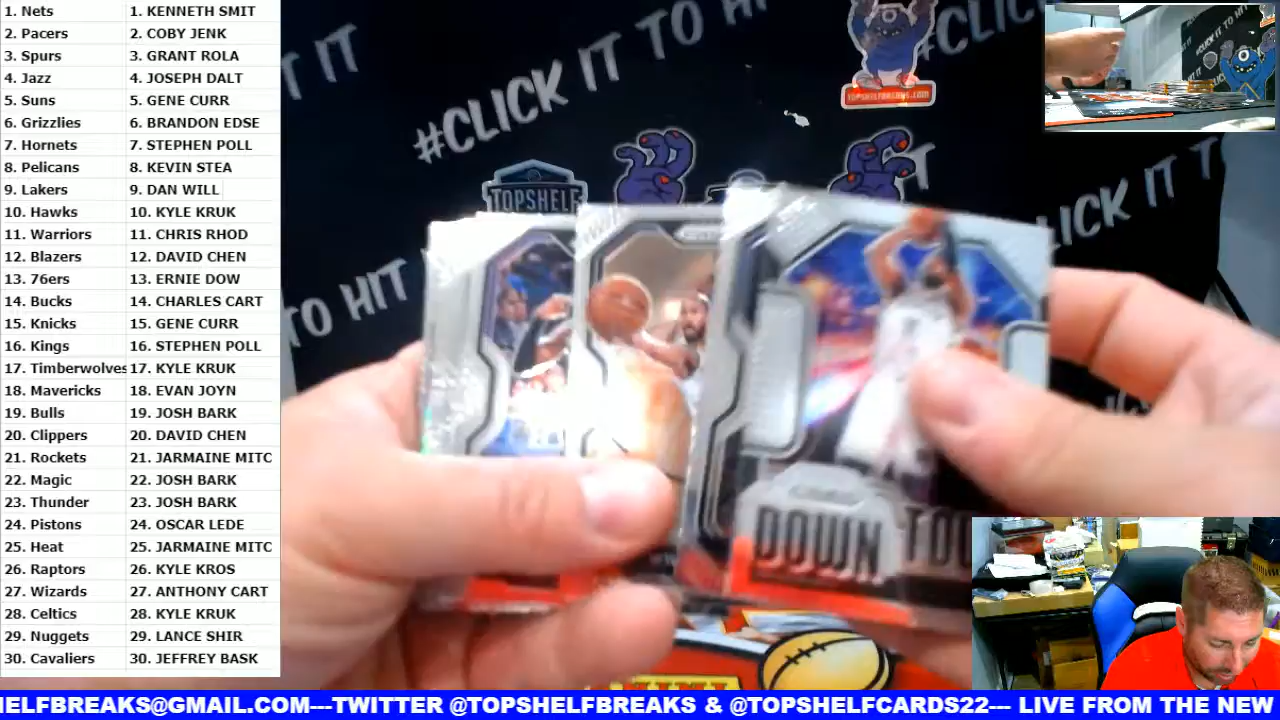 1. Nets 1. KENNETH SMIT
2. Pacers 2. COBY JENK
3. Spurs 3. GRANT ROLA
4. Jazz 4. JOSEPH DALT
5. Suns 5. GENE CURR
6. Grizzlies 6. BRANDON EDSE
7. Hornets 7. STEPHEN POLL
8. Pelicans 8. KEVIN STEA
9. Lakers 9. DAN WILL
10. Hawks 10. KYLE KRUK
11. Warriors 11. CHRIS RHOD
12. Blazers 12. DAVID CHEN
13. 76ers 13. ERNIE DOW
14. Bucks 14. CHARLES CART
15. Knicks 15. GENE CURR
16. Kings 16. STEPHEN POLL
17. Timberwolves 17. KYLE KRUK
18. Mavericks 18. EVAN JOYN
19. Bulls 19. JOSH BARK
20. Clippers 20. DAVID CHEN
21. Rockets 21. JARMAINE MITC
22. Magic 22. JOSH BARK
23. Thunder 23. JOSH BARK
24. Pistons 24. OSCAR LEDE
25. Heat 25. JARMAINE MITC
26. Raptors 26. KYLE KROS
27. Wizards 27. ANTHONY CART
28. Celtics 28. KYLE KRUK
29. Nuggets 29. LANCE SHIR
30. Cavaliers 30. JEFFREY BASK
IT IT
#CLICK IT TO HIT IT
#CLICK
TOPSHELFBREAKS.COM
TOPSHELF
CLICK IT T
TO HIT
DOWN TO
ELFBREAKS@GMAIL.COM---TWITTER @TOPSHELFBREAKS & @TOPSHELFCARDS22--- LIVE FROM THE NEW